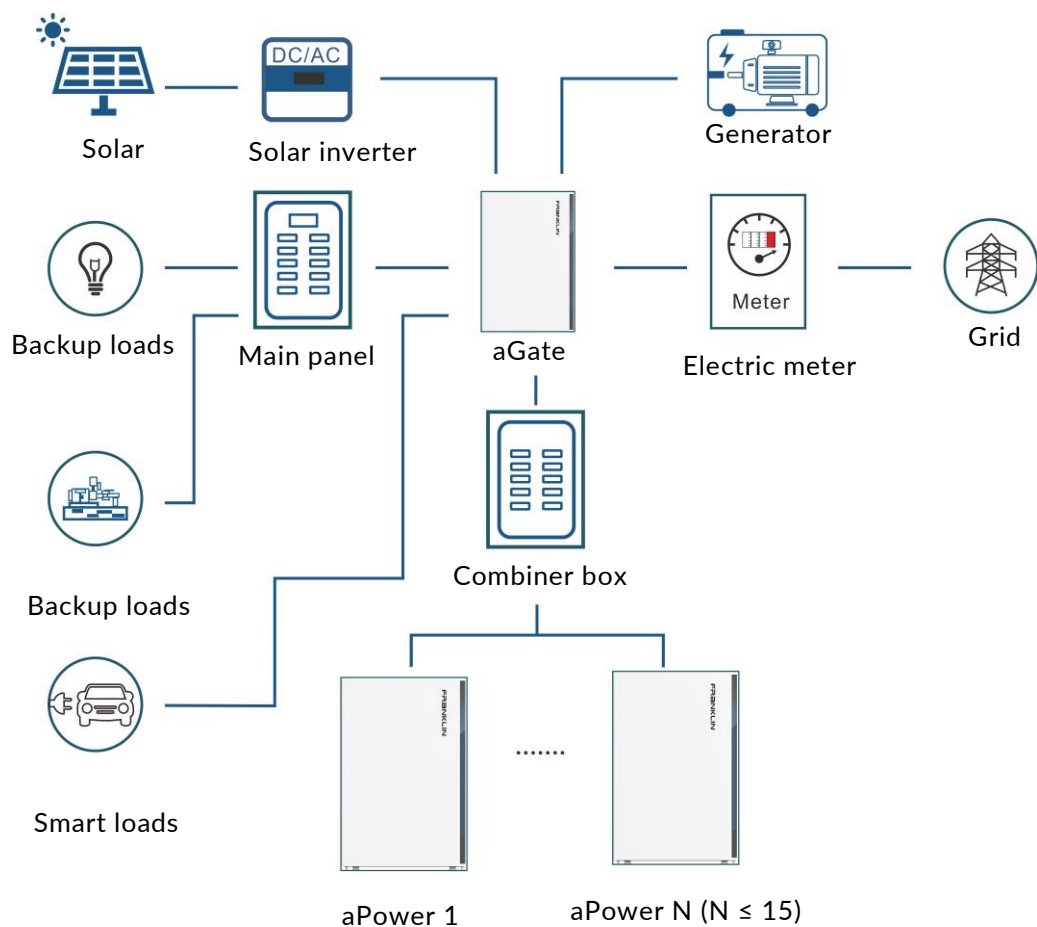 DC/AC
Solar
Solar inverter
Generator
FRANKLIN
Meter
Backup loads
Main panel
aGate
Electric meter
Grid
Backup loads
Combiner box
Smart loads
FRANKLIN
FRANKLIN
aPower 1
.......
aPower N (N ≤ 15)